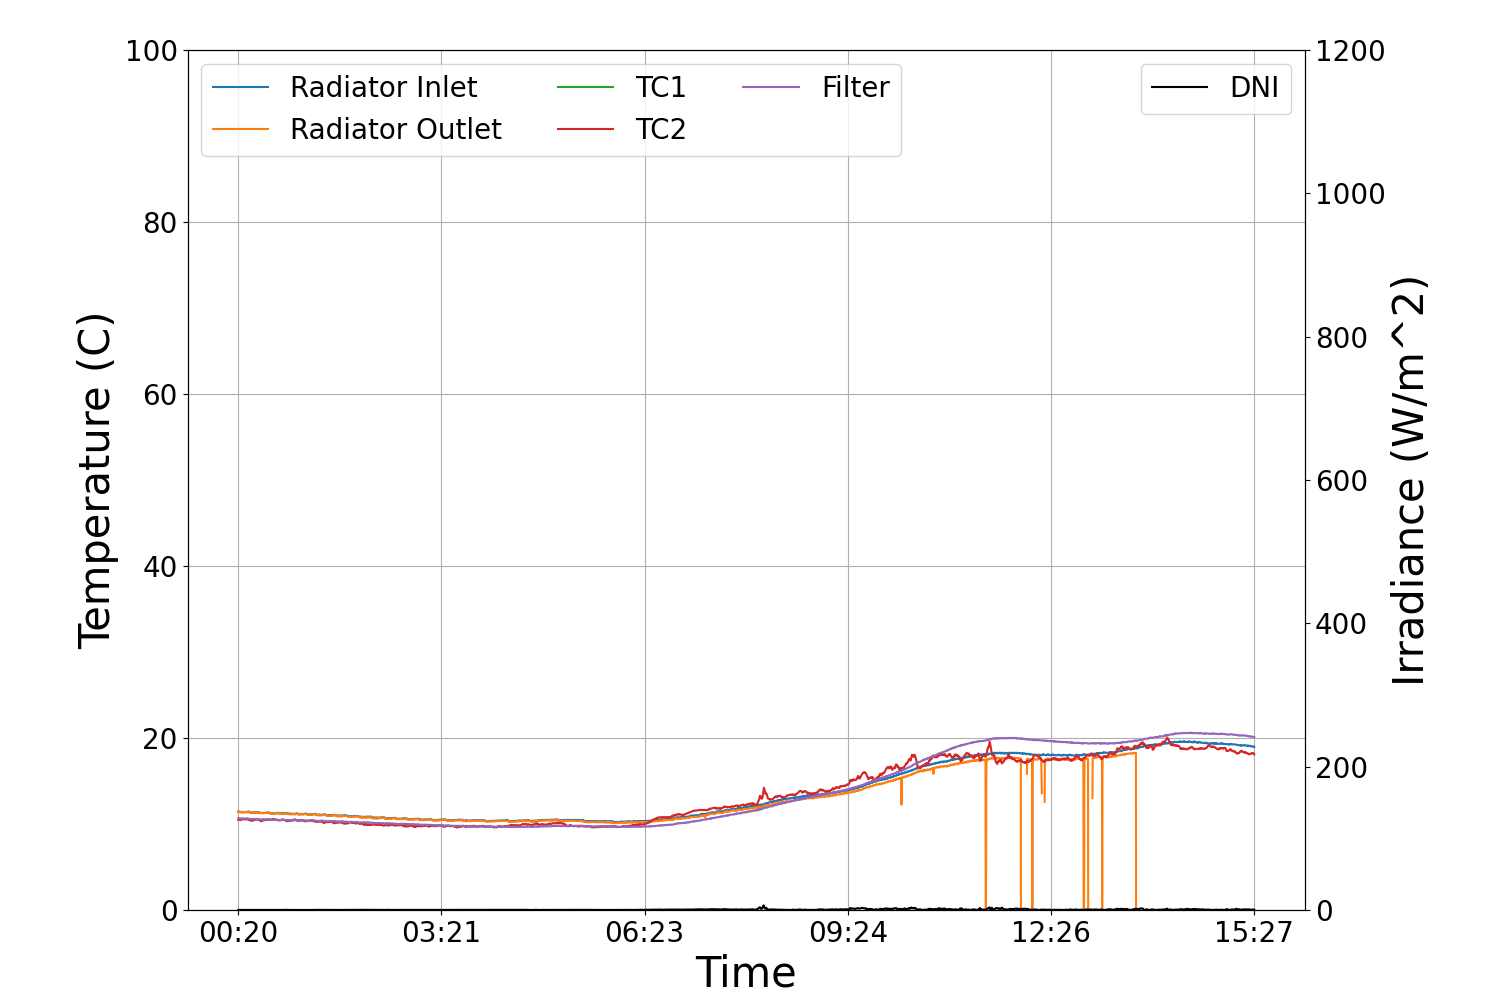 100
80
60
40
20
0
Temperature (C)
Radiator Inlet
Radiator Outlet
TC1
TC2
Filter
DNI
1200
1000
800
600
400
200
0
Irradiance (W/m^2)
00:20 03:21 06:23 09:24 12:26 15:27
Time